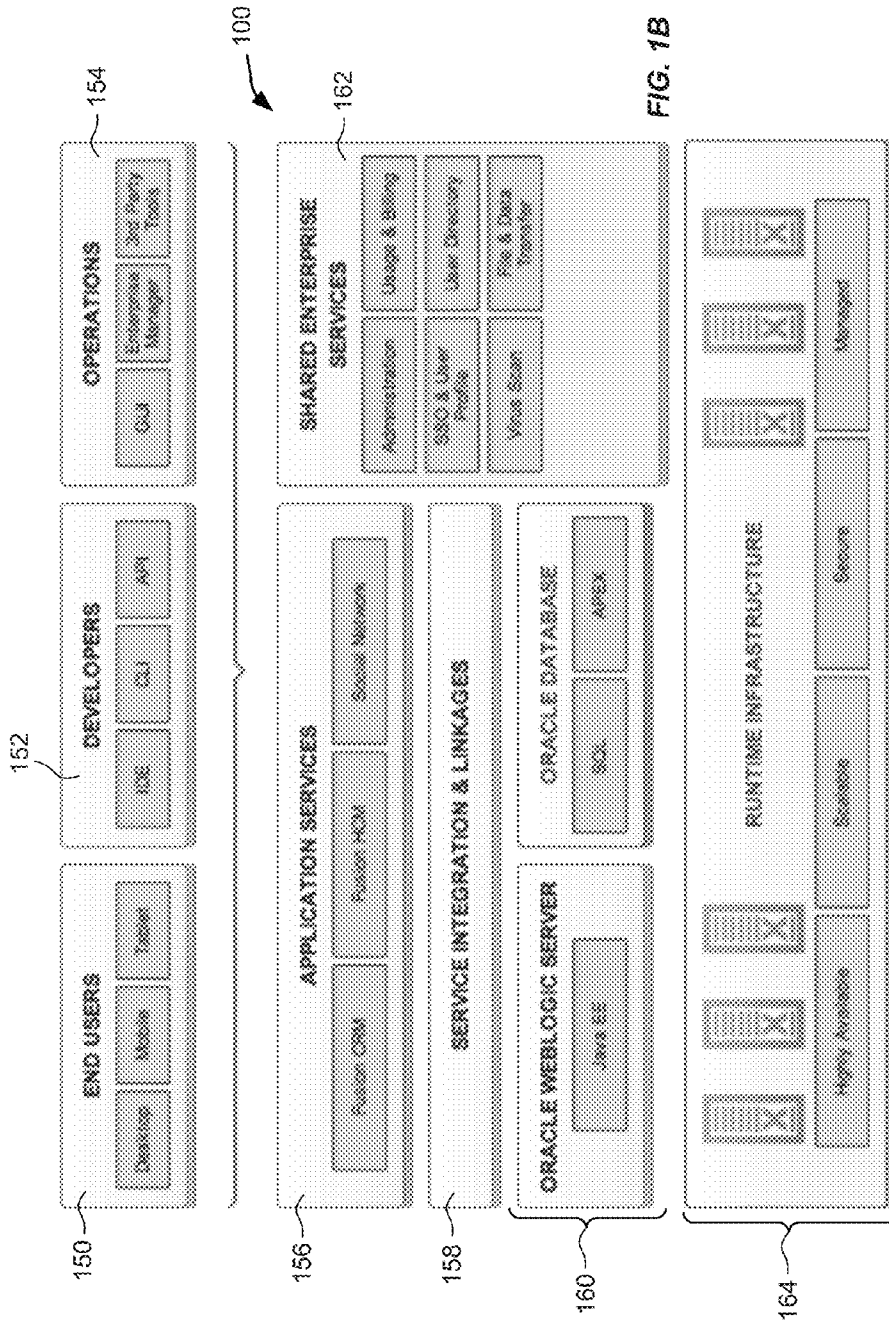 100
150
END USERS
Desktop
Mobile
Tablet
152
DEVELOPERS
IDE
CLI
API
154
OPERATIONS
GUI
Enterprise
Manager
3rd Party
Tools
156
APPLICATION SERVICES
Fusion CRM
Fusion HCM
Social Network
158
SERVICE INTEGRATION & LINKAGES
160
ORACLE WEBLOGIC SERVER
Java EE
ORACLE DATABASE
SQL
APEX
162
SHARED ENTERPRISE
SERVICES
Administration
Usage & Billing
SSO & User
Profile
User Directory
Virus Scan
File & Data
Transfer
164
RUNTIME INFRASTRUCTURE
Highly Available
Scalable
Secure
Managed
FIG. 1B